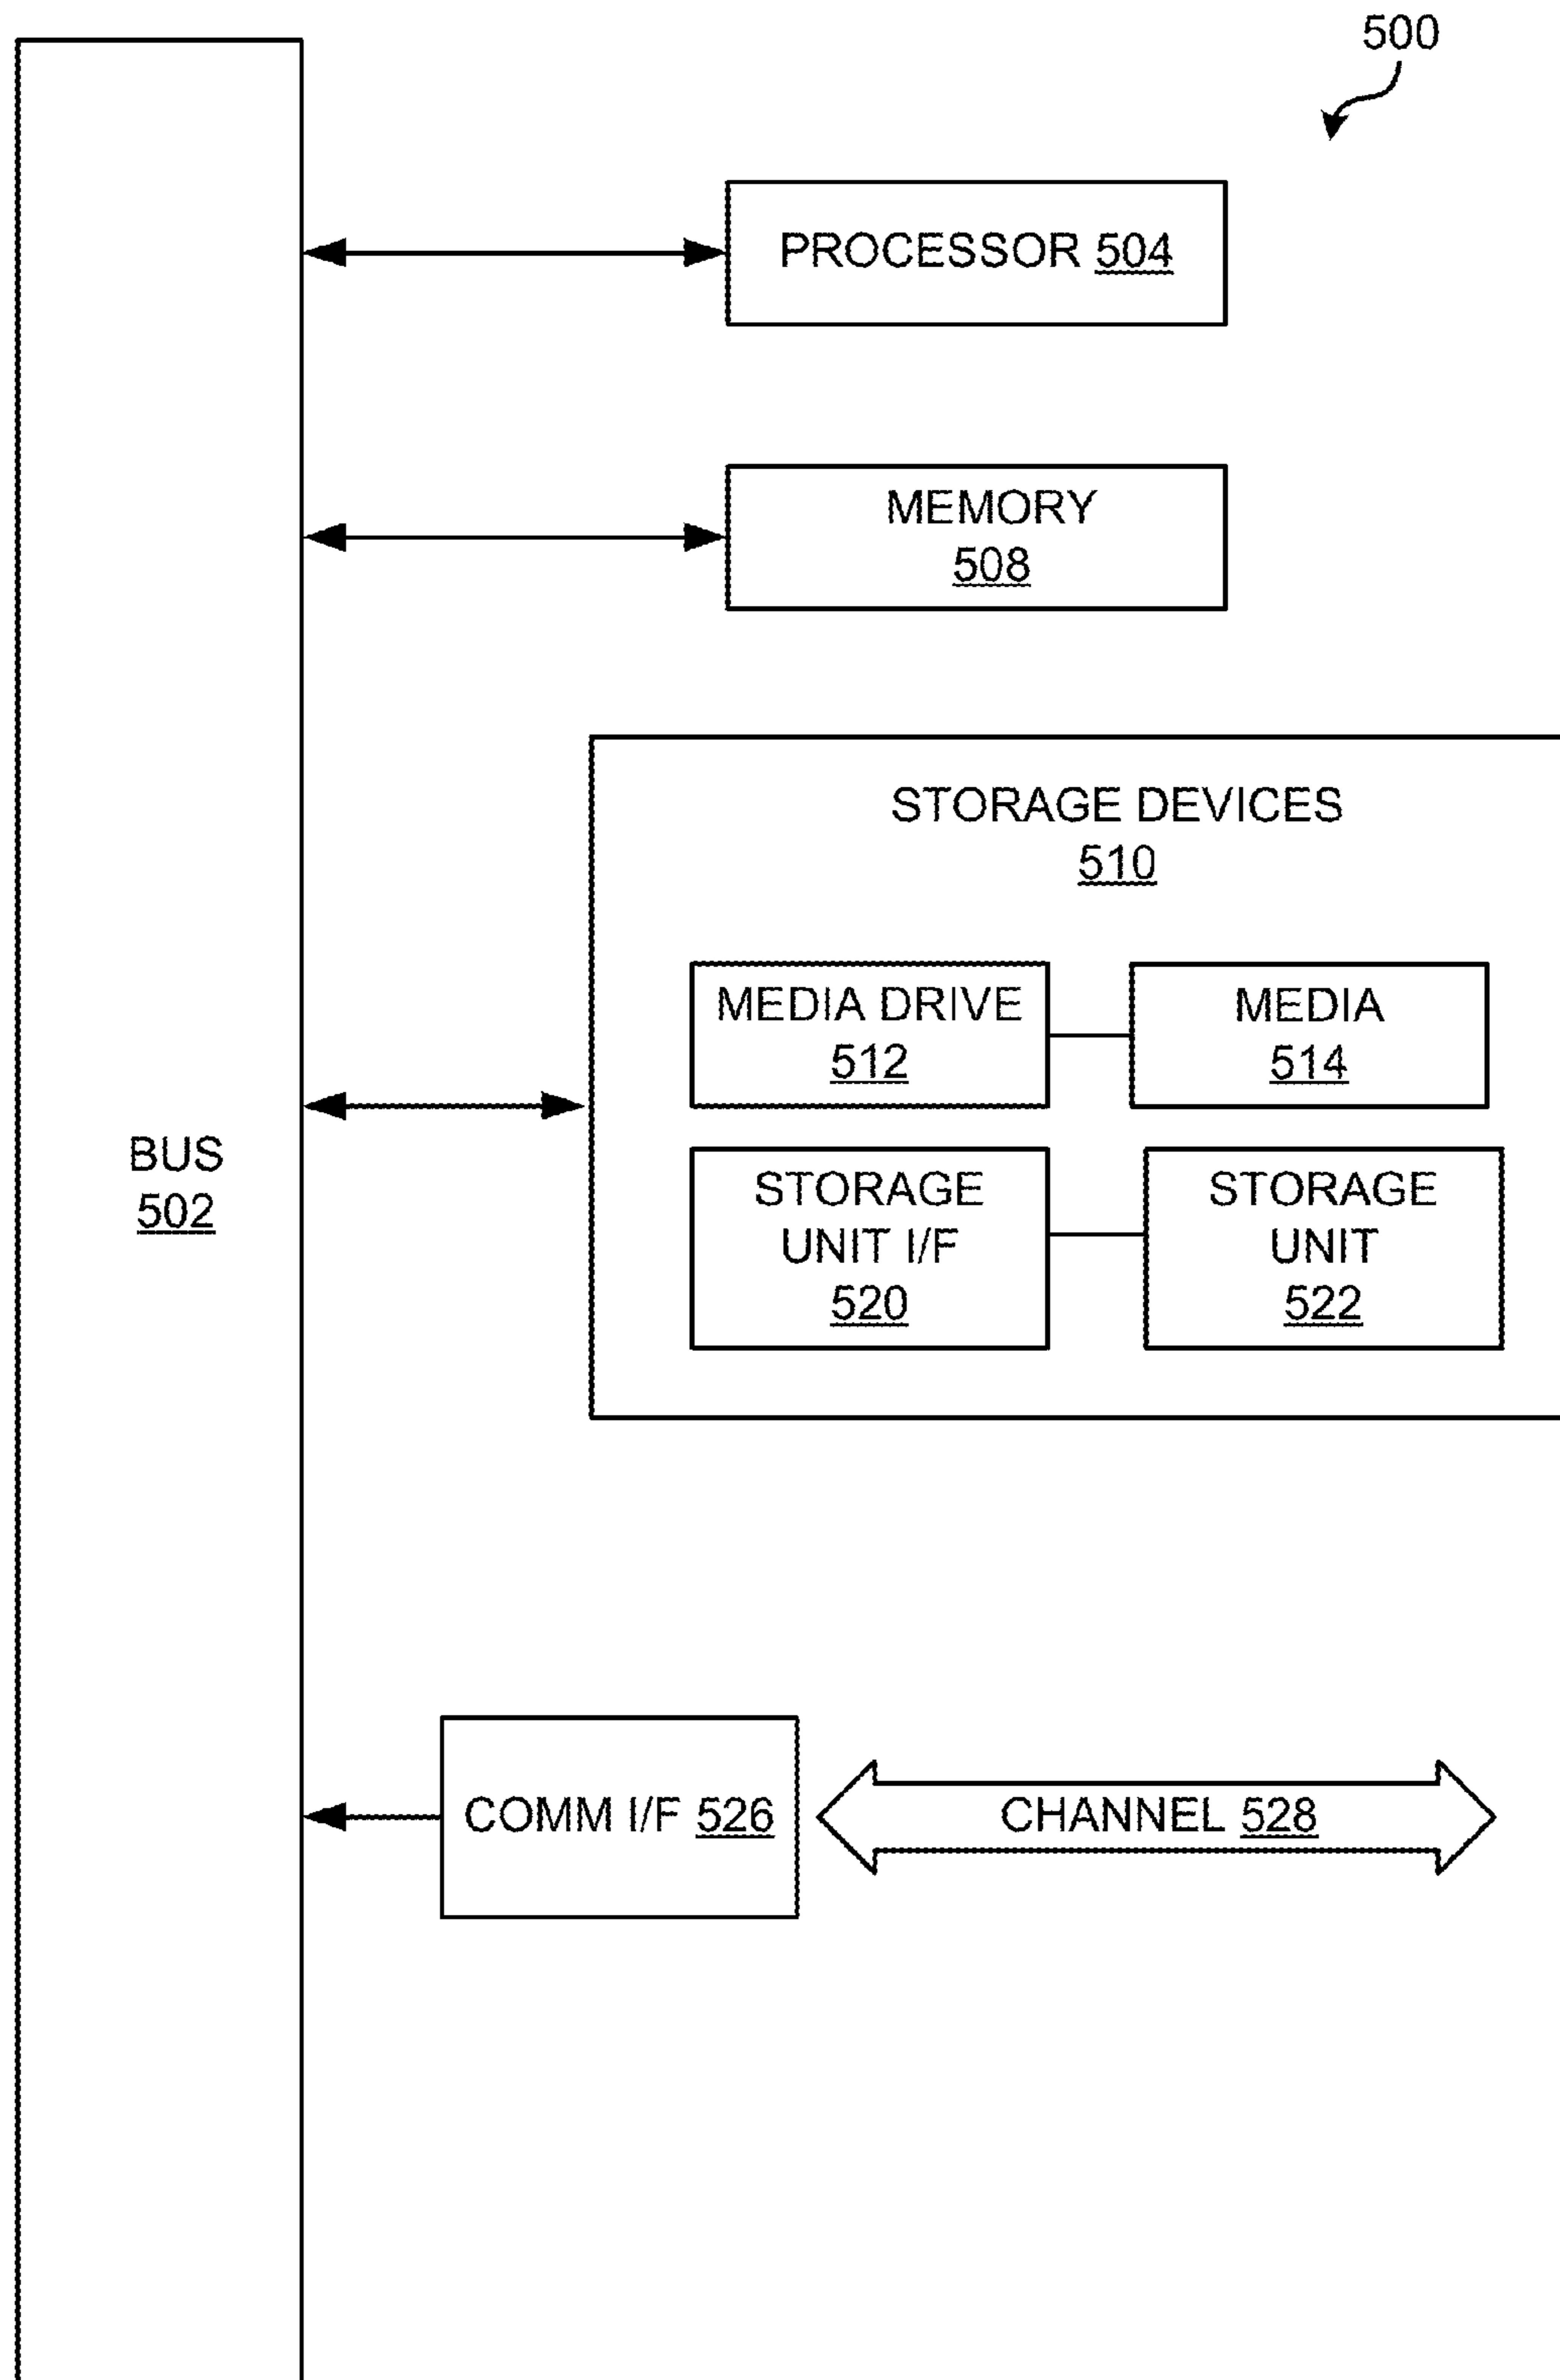 500
PROCESSOR 504
MEMORY
508
STORAGE DEVICES
510
MEDIA DRIVE
512
MEDIA
514
BUS
502
STORAGE
UNIT I/F
520
STORAGE
UNIT
522
COMM I/F 526
CHANNEL 528